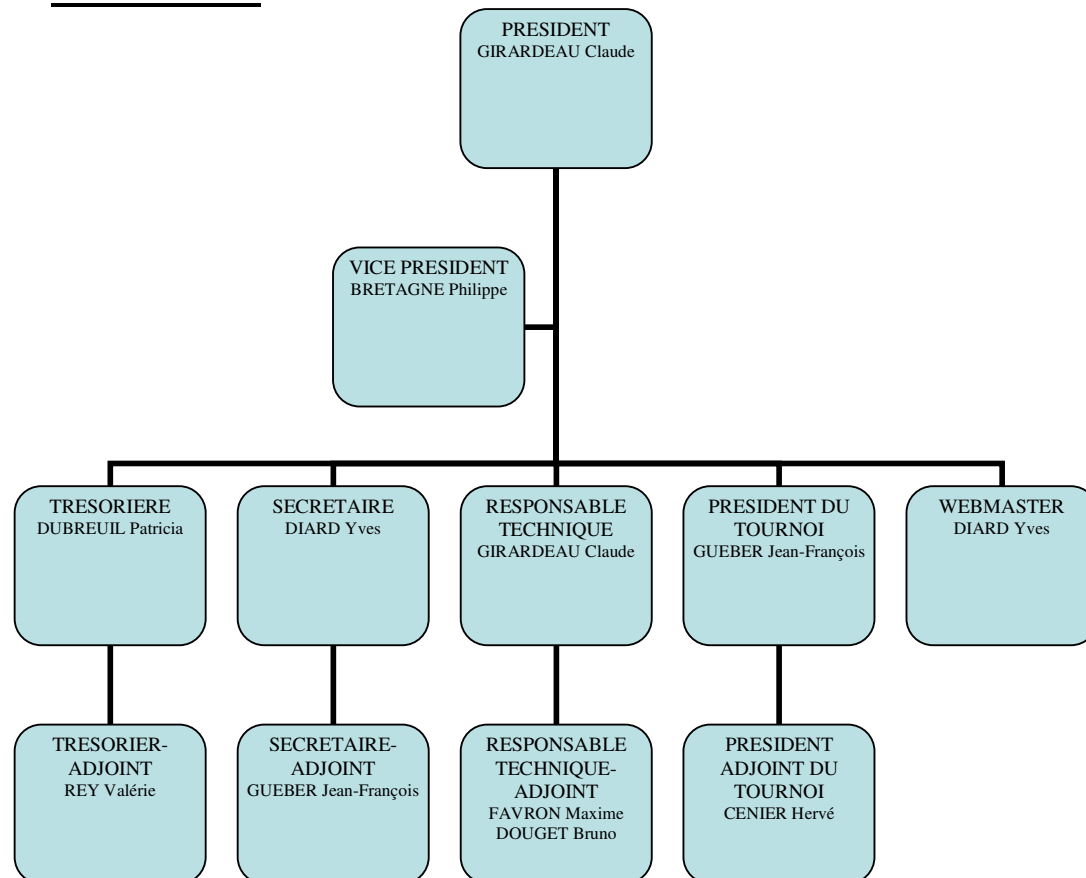 PRESIDENT
GIRARDEAU Claude
VICE PRESIDENT
BRETAGNE Philippe
TRESORIERE
DUBREUIL Patricia
SECRETAIRE
DIARD Yves
RESPONSABLE
TECHNIQUE
GIRARDEAU Claude
PRESIDENT DU
TOURNOI
GUEBER Jean-François
WEBMASTER
DIARD Yves
TRESORIER-
ADJOINT
REY Valérie
SECRETAIRE-
ADJOINT
GUEBER Jean-François
RESPONSABLE
TECHNIQUE-
ADJOINT
FAVRON Maxime
DOUGET Bruno
PRESIDENT
ADJOINT DU
TOURNOI
CENIER Hervé